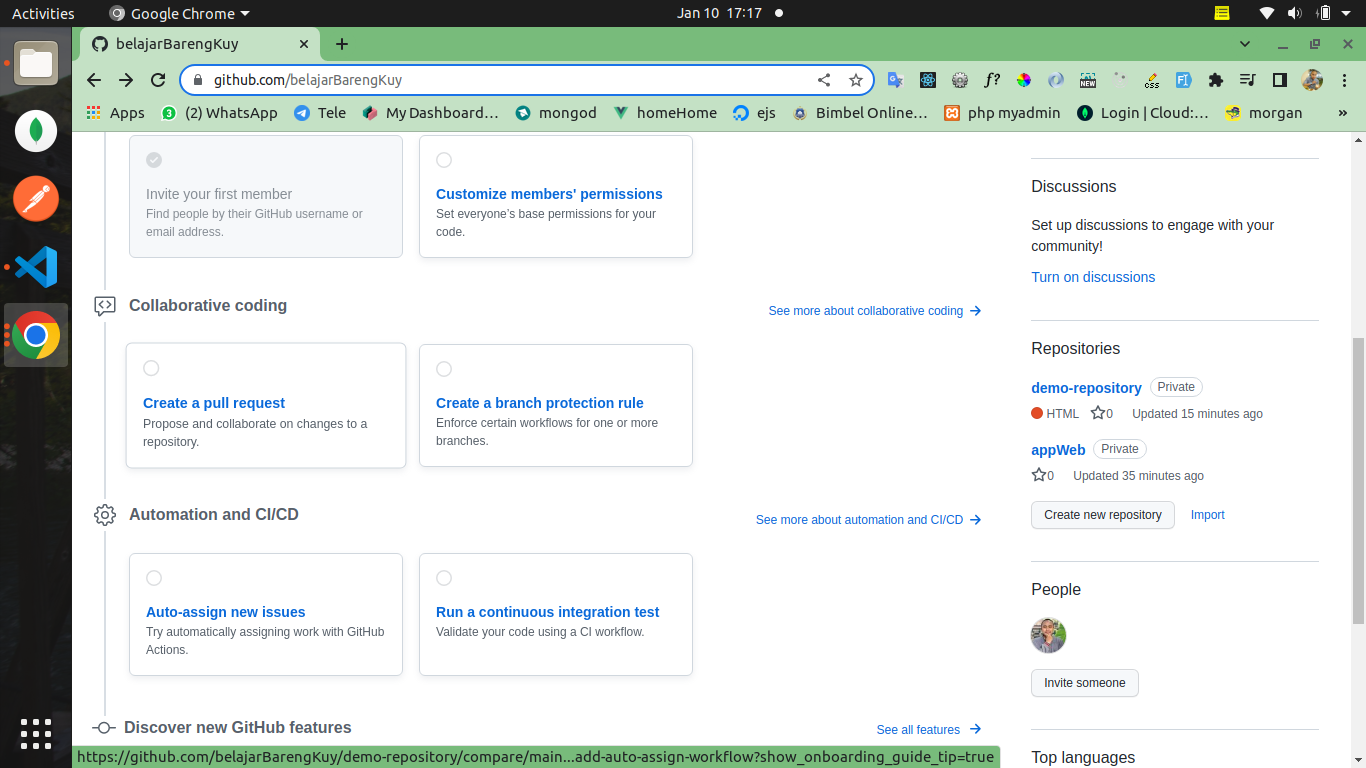 Activities
Google Chrome
Jan 10 17:17
belajarBarengKuy
github.com/belajarBarengKuy
f?
NEW
css
Apps
(2) WhatsApp
Tele
My Dashboard…
mongod
homeHome
ejs
Bimbel Online…
php myadmin
Login | Cloud:…
morgan
»
Invite your first member
Find people by their GitHub username or
email address.
Customize members' permissions
Set everyone’s base permissions for your
code.
Collaborative coding
See more about collaborative coding
Create a pull request
Propose and collaborate on changes to a
repository.
Create a branch protection rule
Enforce certain workflows for one or more
branches.
Automation and CI/CD
See more about automation and CI/CD
Auto-assign new issues
Try automatically assigning work with GitHub
Actions.
Run a continuous integration test
Validate your code using a CI workflow.
Discover new GitHub features
See all features
Discussions
Set up discussions to engage with your
community!
Turn on discussions
Repositories
demo-repository Private
HTML 0 Updated 15 minutes ago
appWeb Private
0 Updated 35 minutes ago
Create new repository Import
People
Invite someone
Top languages
https://github.com/belajarBarengKuy/demo-repository/compare/main...add-auto-assign-workflow?show_onboarding_guide_tip=true